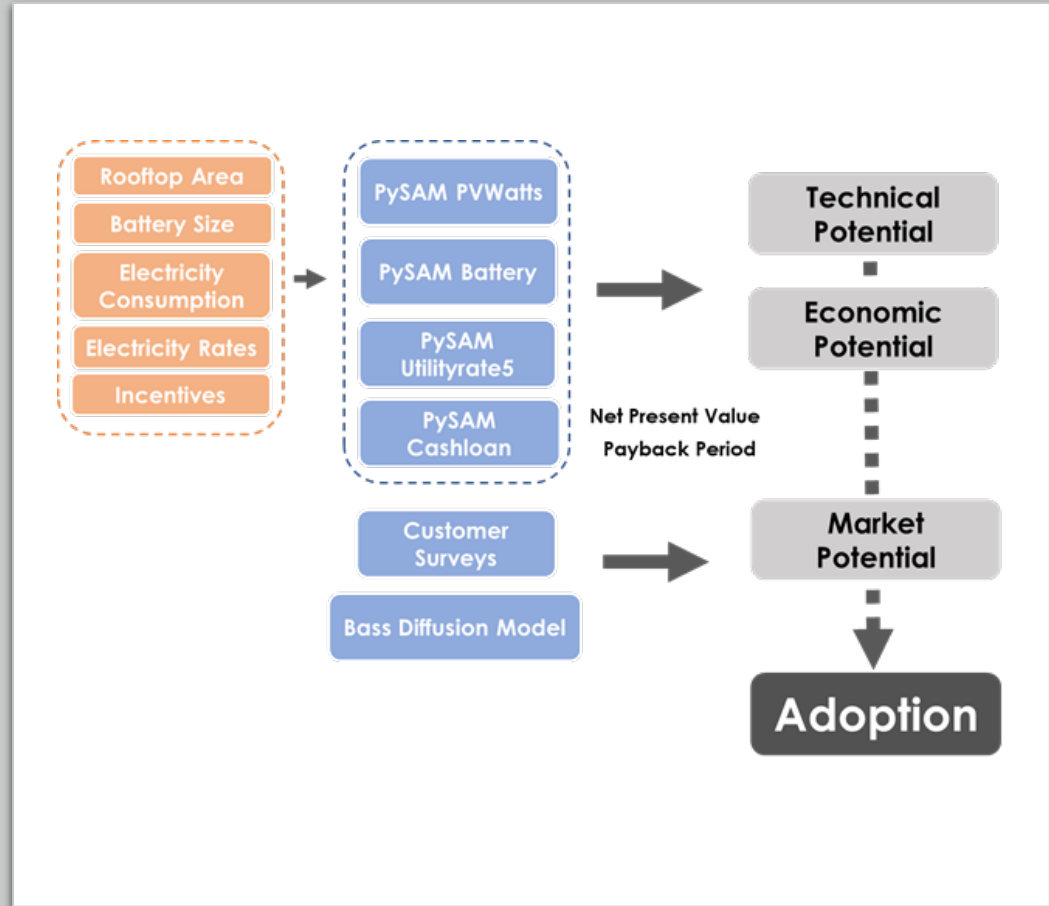 Rooftop Area
Battery Size
Electricity
Consumption
Electricity Rates
Incentives
PySAM PVWatts
PySAM Battery
PySAM
Utilityrate5
PySAM
Cashloan
Customer
Surveys
Bass Diffusion Model
Net Present Value
Payback Period
Technical
Potential
Economic
Potential
Market
Potential
Adoption